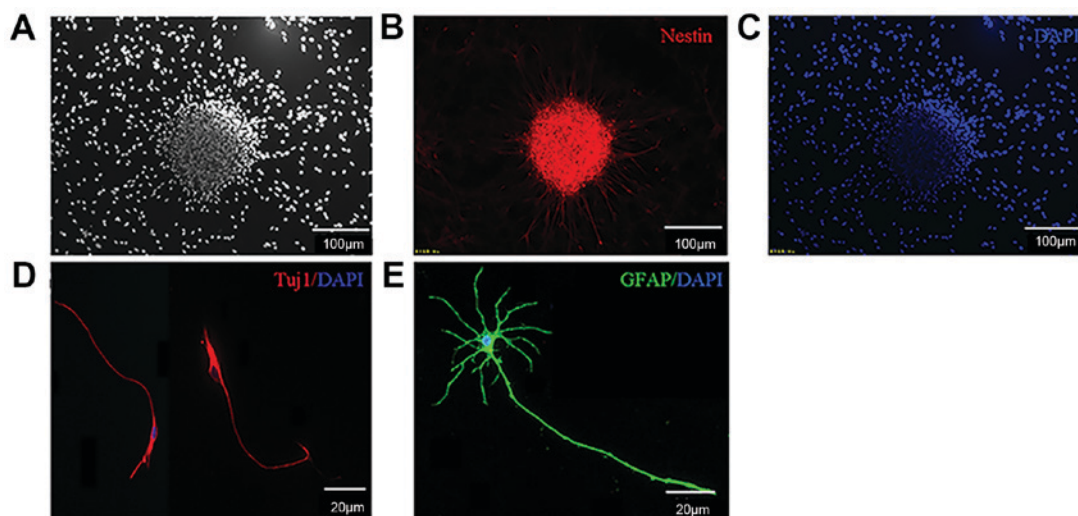 A
B
Nestin
C
DAPI
100μm
100μm
100μm
D
Tuj1/DAPI
E
GFAP/DAPI
20μm
20μm